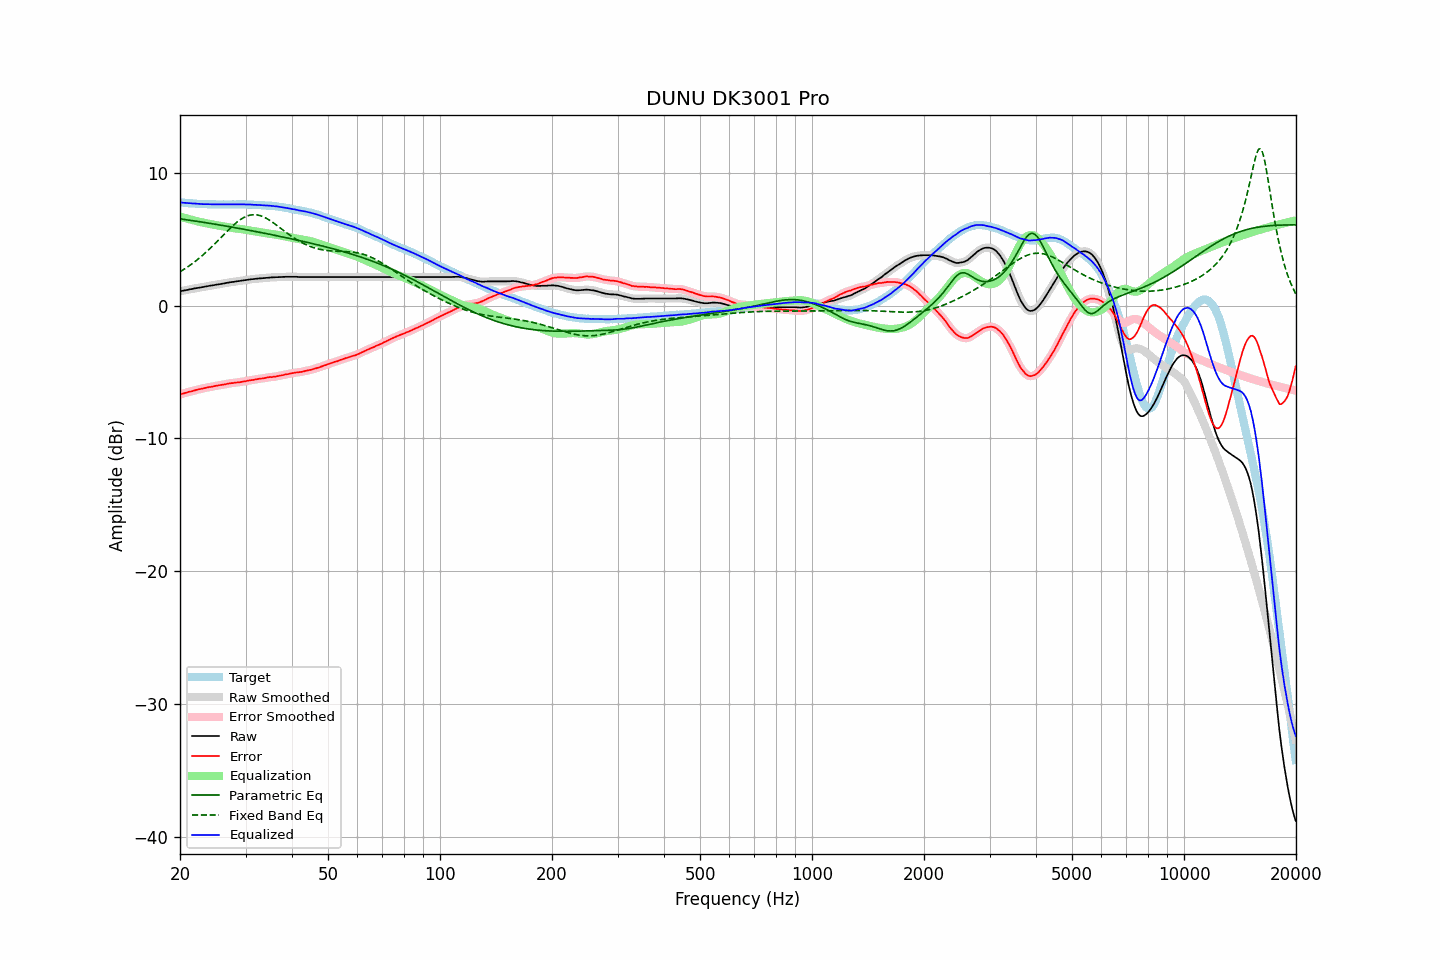 DUNU DK3001 Pro
Amplitude (dBr)
10
0
−10
−20
−30
−40
Target
Raw Smoothed
Error Smoothed
Raw
Error
Equalization
Parametric Eq
Fixed Band Eq
Equalized
20 50 100 200 500 1000 2000 5000 10000 20000
Frequency (Hz)